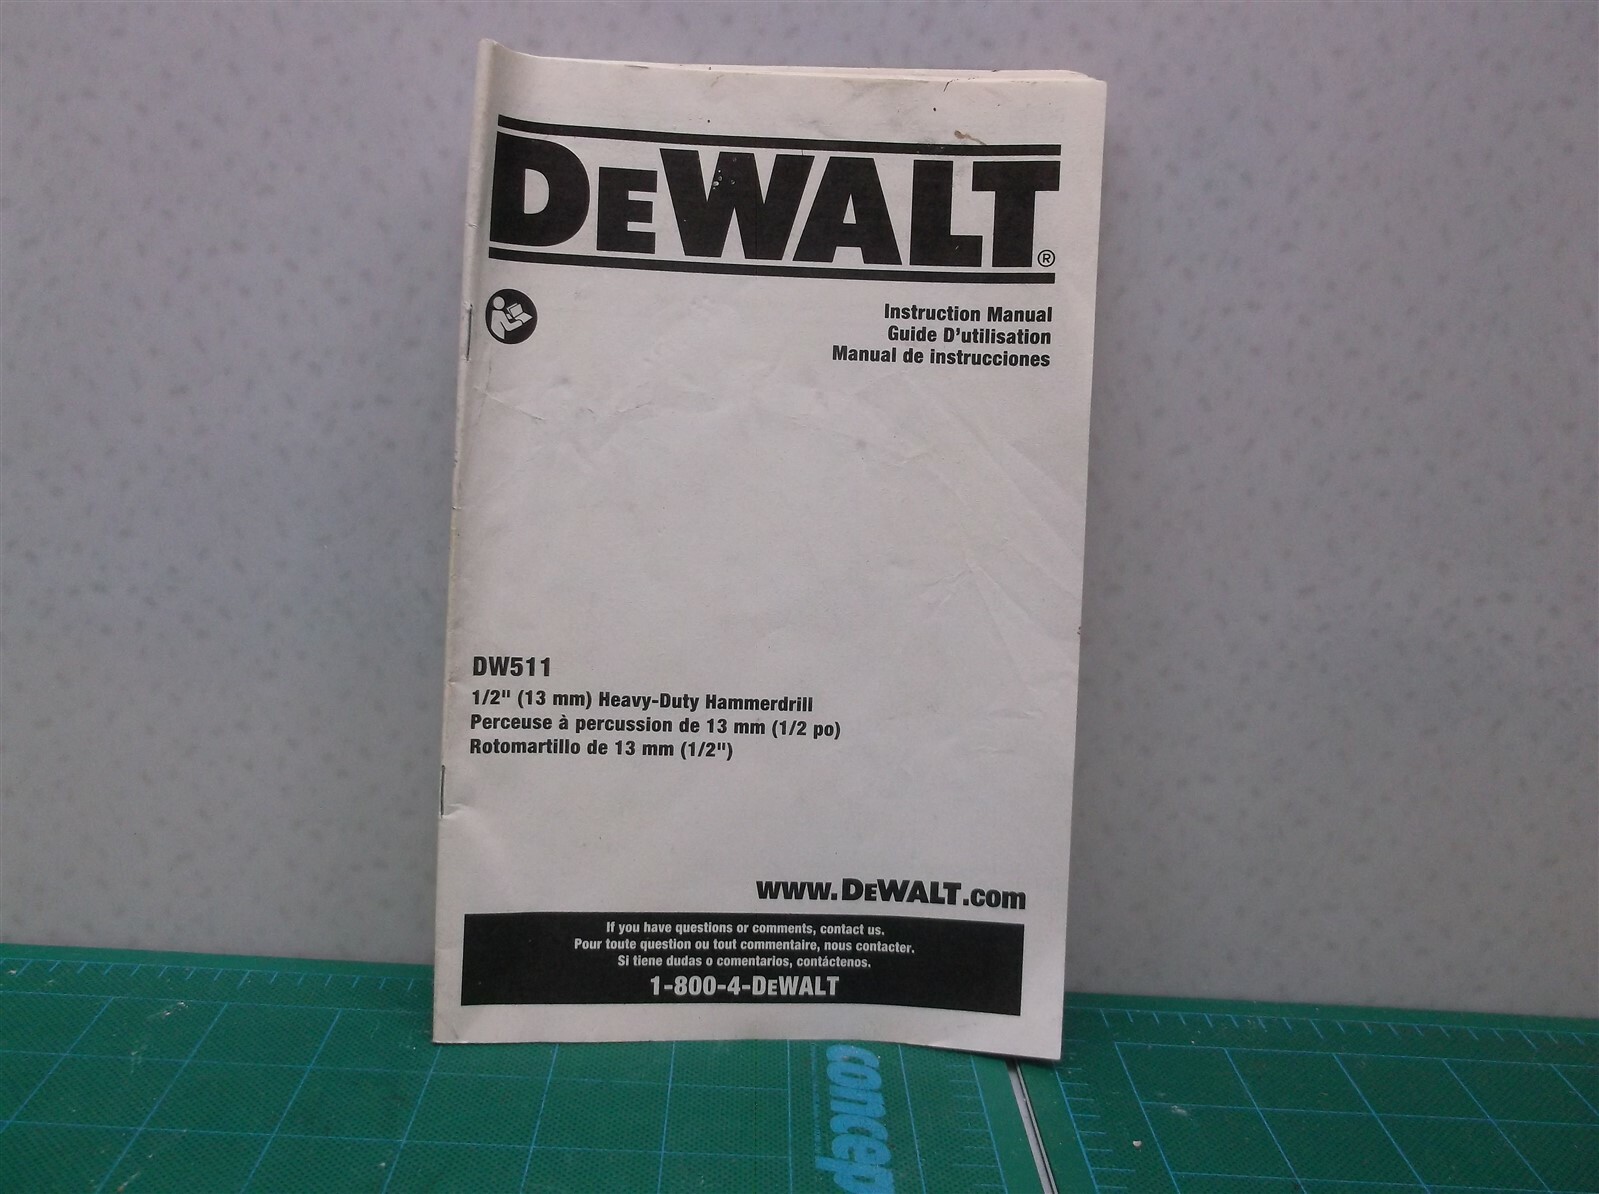 DEWALT®
Instruction Manual
Guide D'utilisation
Manual de instrucciones
DW511
1/2" (13 mm) Heavy-Duty Hammerdrill
Perceuse à percussion de 13 mm (1/2 po)
Rotomartillo de 13 mm (1/2")
www.DEWALT.com
If you have questions or comments, contact us.
Pour toute question ou tout commentaire, nous contacter.
Si tiene dudas o comentarios, contáctenos.
1-800-4-DEWALT
concep